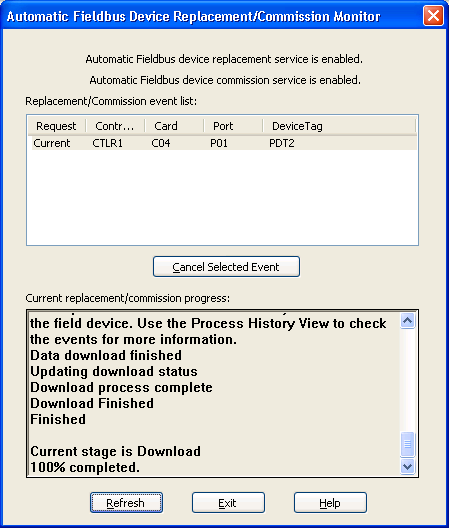 Automatic Fieldbus Device Replacement/Commission Monitor
Automatic Fieldbus device replacement service is enabled.
Automatic Fieldbus device commission service is enabled.
Replacement/Commission event list:
Request Contr... Card Port DeviceTag
Current CTLR1 C04 P01 PDT2
Cancel Selected Event
Current replacement/commission progress:
the field device. Use the Process History View to check
the events for more information.
Data download finished
Updating download status
Download process complete
Download Finished
Finished
Current stage is Download
100% completed.
Refresh Exit Help